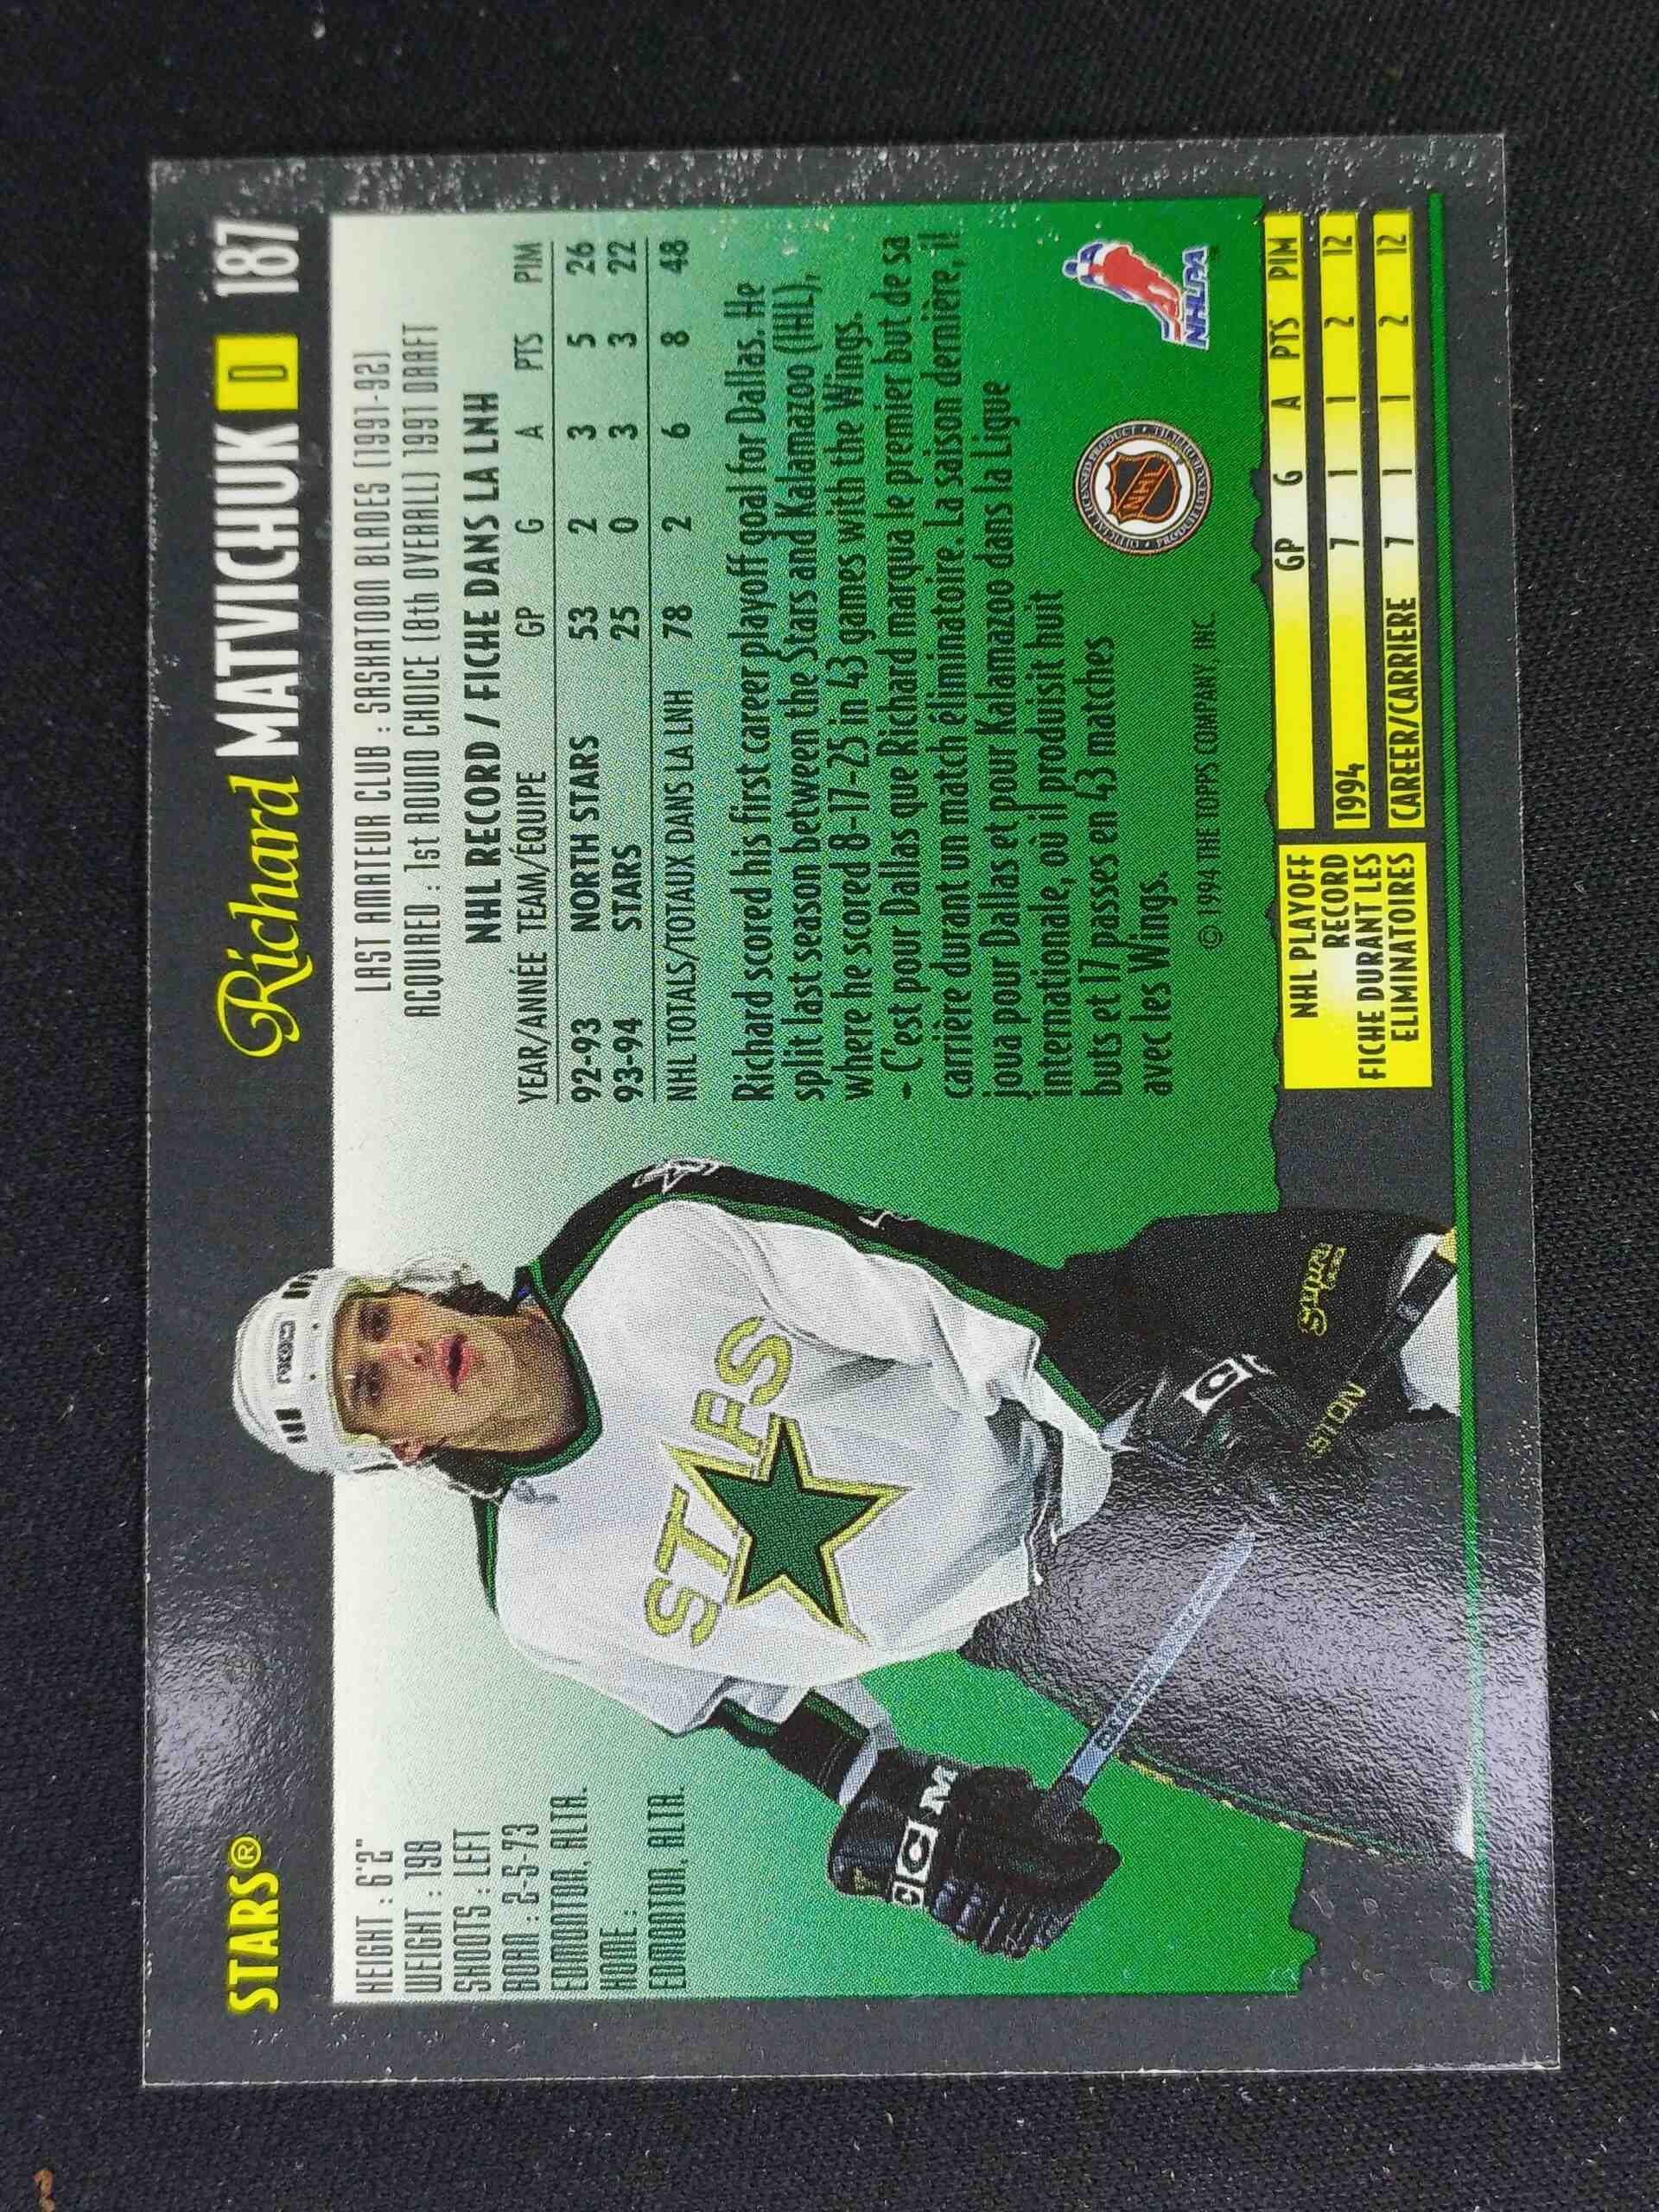 STARS®
Richard MATVICHUK D 187
HEIGHT : 6'2"
WEIGHT : 198
SHOOTS : LEFT
BORN : 2-5-73
EDMONTON, ALTA.
HOME :
EDMONTON, ALTA.
LAST AMATEUR CLUB : SASKATOON BLADES (1991-92)
ACQUIRED : 1st ROUND CHOICE (8th OVERALL) 1991 DRAFT
NHL RECORD / FICHE DANS LA LNH
YEAR/ANNÉE TEAM/ÉQUIPE GP G A PTS PIM
92-93 NORTH STARS 53 2 3 5 26
93-94 STARS 25 0 3 3 22
NHL TOTALS/TOTAUX DANS LA LNH 78 2 6 8 48
Richard scored his first career playoff goal for Dallas. He
split last season between the Stars and Kalamazoo (IHL),
where he scored 8-17-25 in 43 games with the Wings.
- C'est pour Dallas que Richard marqua le premier but de sa
carrière durant un match éliminatoire. La saison dernière, il
joua pour Dallas et pour Kalamazoo dans la Ligue
internationale, où il produisit huit
buts et 17 passes en 43 matches
avec les Wings.
© 1994 THE TOPPS COMPANY, INC.
OFFICIAL LICENSED PRODUCT •
NHL
NHLPA
NHL PLAYOFF
RECORD
FICHE DURANT LES
ELIMINATOIRES
GP G A PTS PIM
1994 7 1 1 2 12
CAREER/CARRIERE 7 1 1 2 12
STARS
CCM